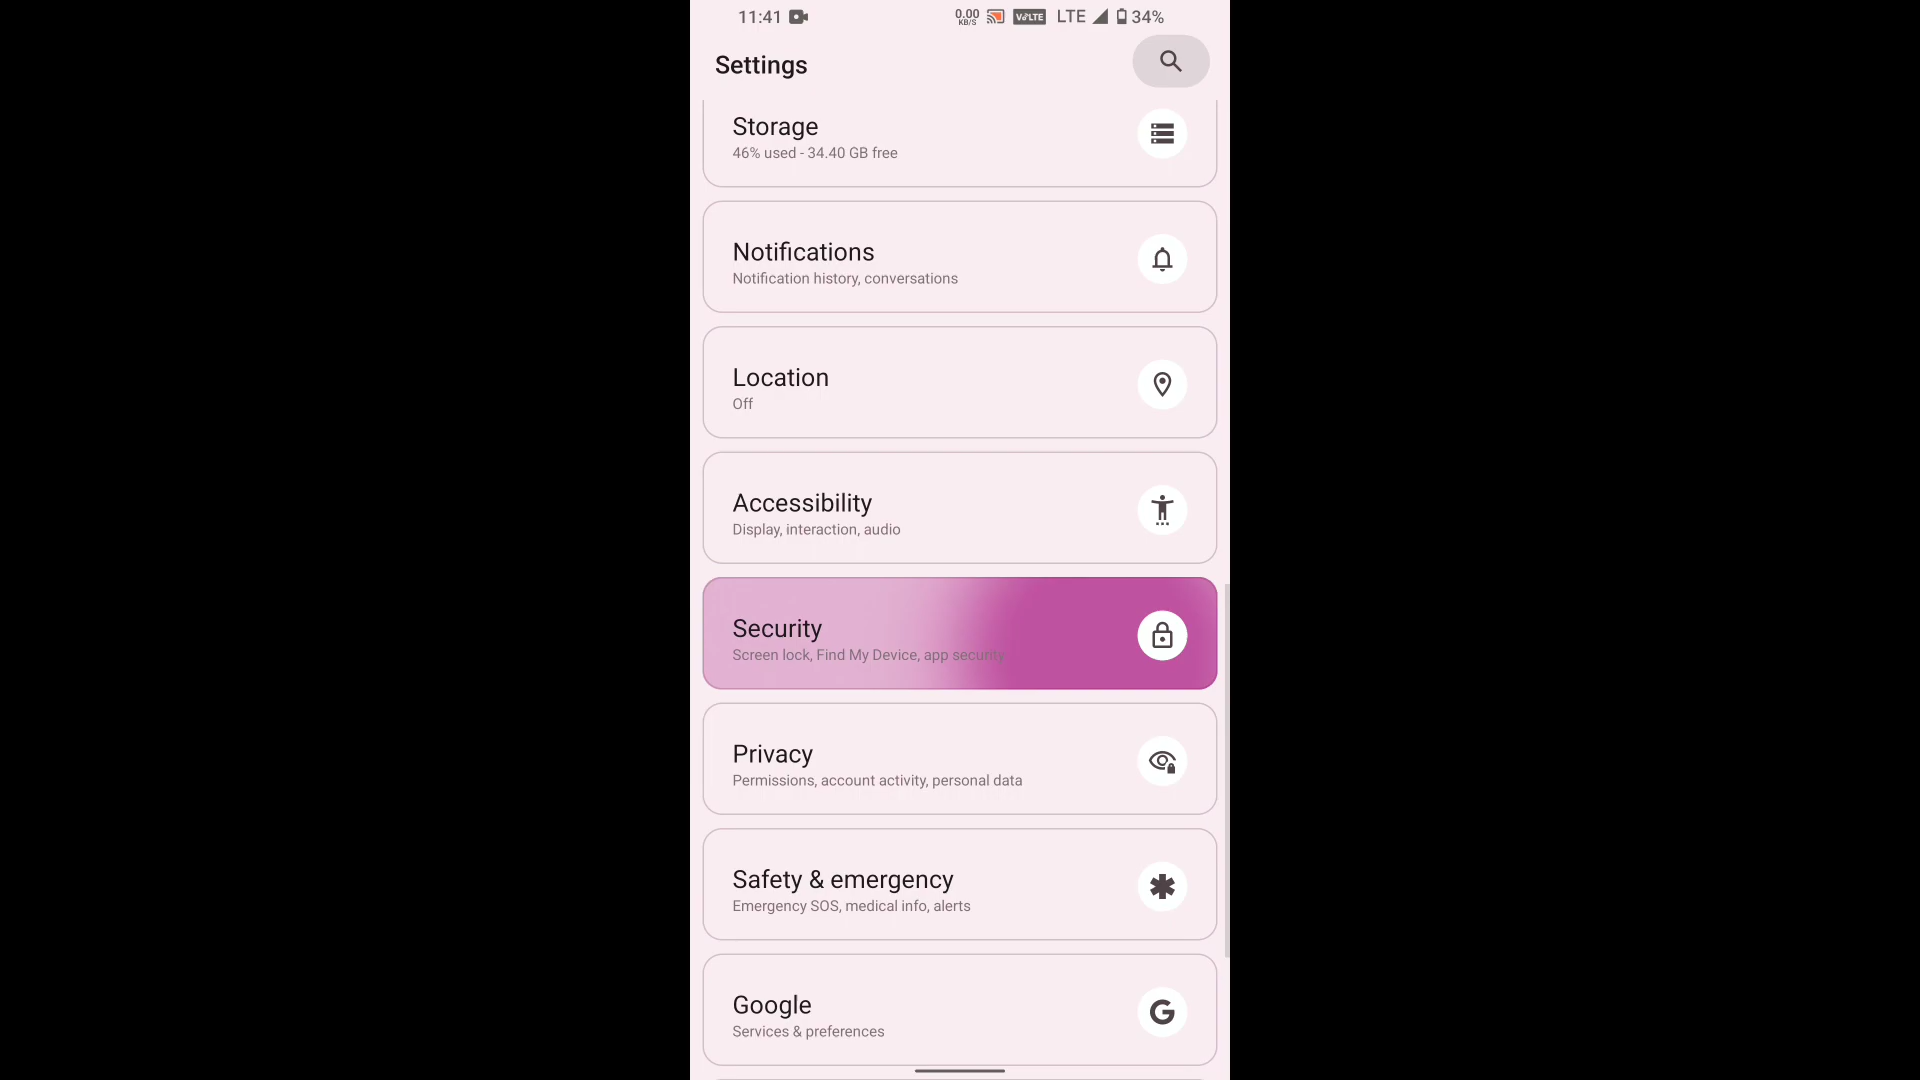 11:41
0.00
KB/S
VoLTE
LTE
34%
Settings
Storage
46% used - 34.40 GB free
Notifications
Notification history, conversations
Location
Off
Accessibility
Display, interaction, audio
Security
Screen lock, Find My Device, app security
Privacy
Permissions, account activity, personal data
Safety & emergency
Emergency SOS, medical info, alerts
Google
Services & preferences